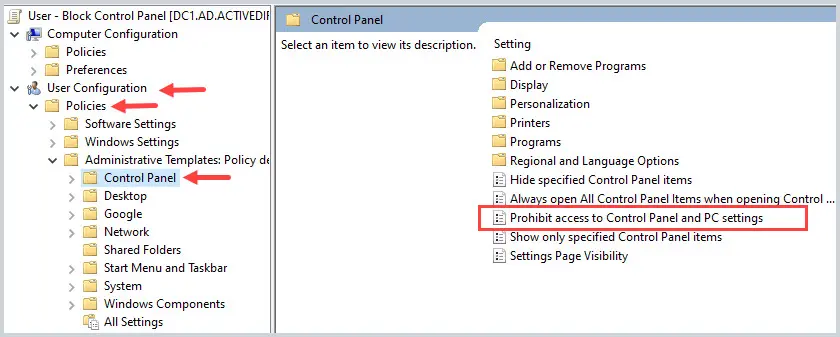 User - Block Control Panel [DC1.AD.ACTIVEDIF
Computer Configuration
Policies
Preferences
User Configuration
Policies
Software Settings
Windows Settings
Administrative Templates: Policy de
Control Panel
Desktop
Google
Network
Shared Folders
Start Menu and Taskbar
System
Windows Components
All Settings
Control Panel
Select an item to view its description.
Setting
Add or Remove Programs
Display
Personalization
Printers
Programs
Regional and Language Options
Hide specified Control Panel items
Always open All Control Panel Items when opening Control ...
Prohibit access to Control Panel and PC settings
Show only specified Control Panel items
Settings Page Visibility